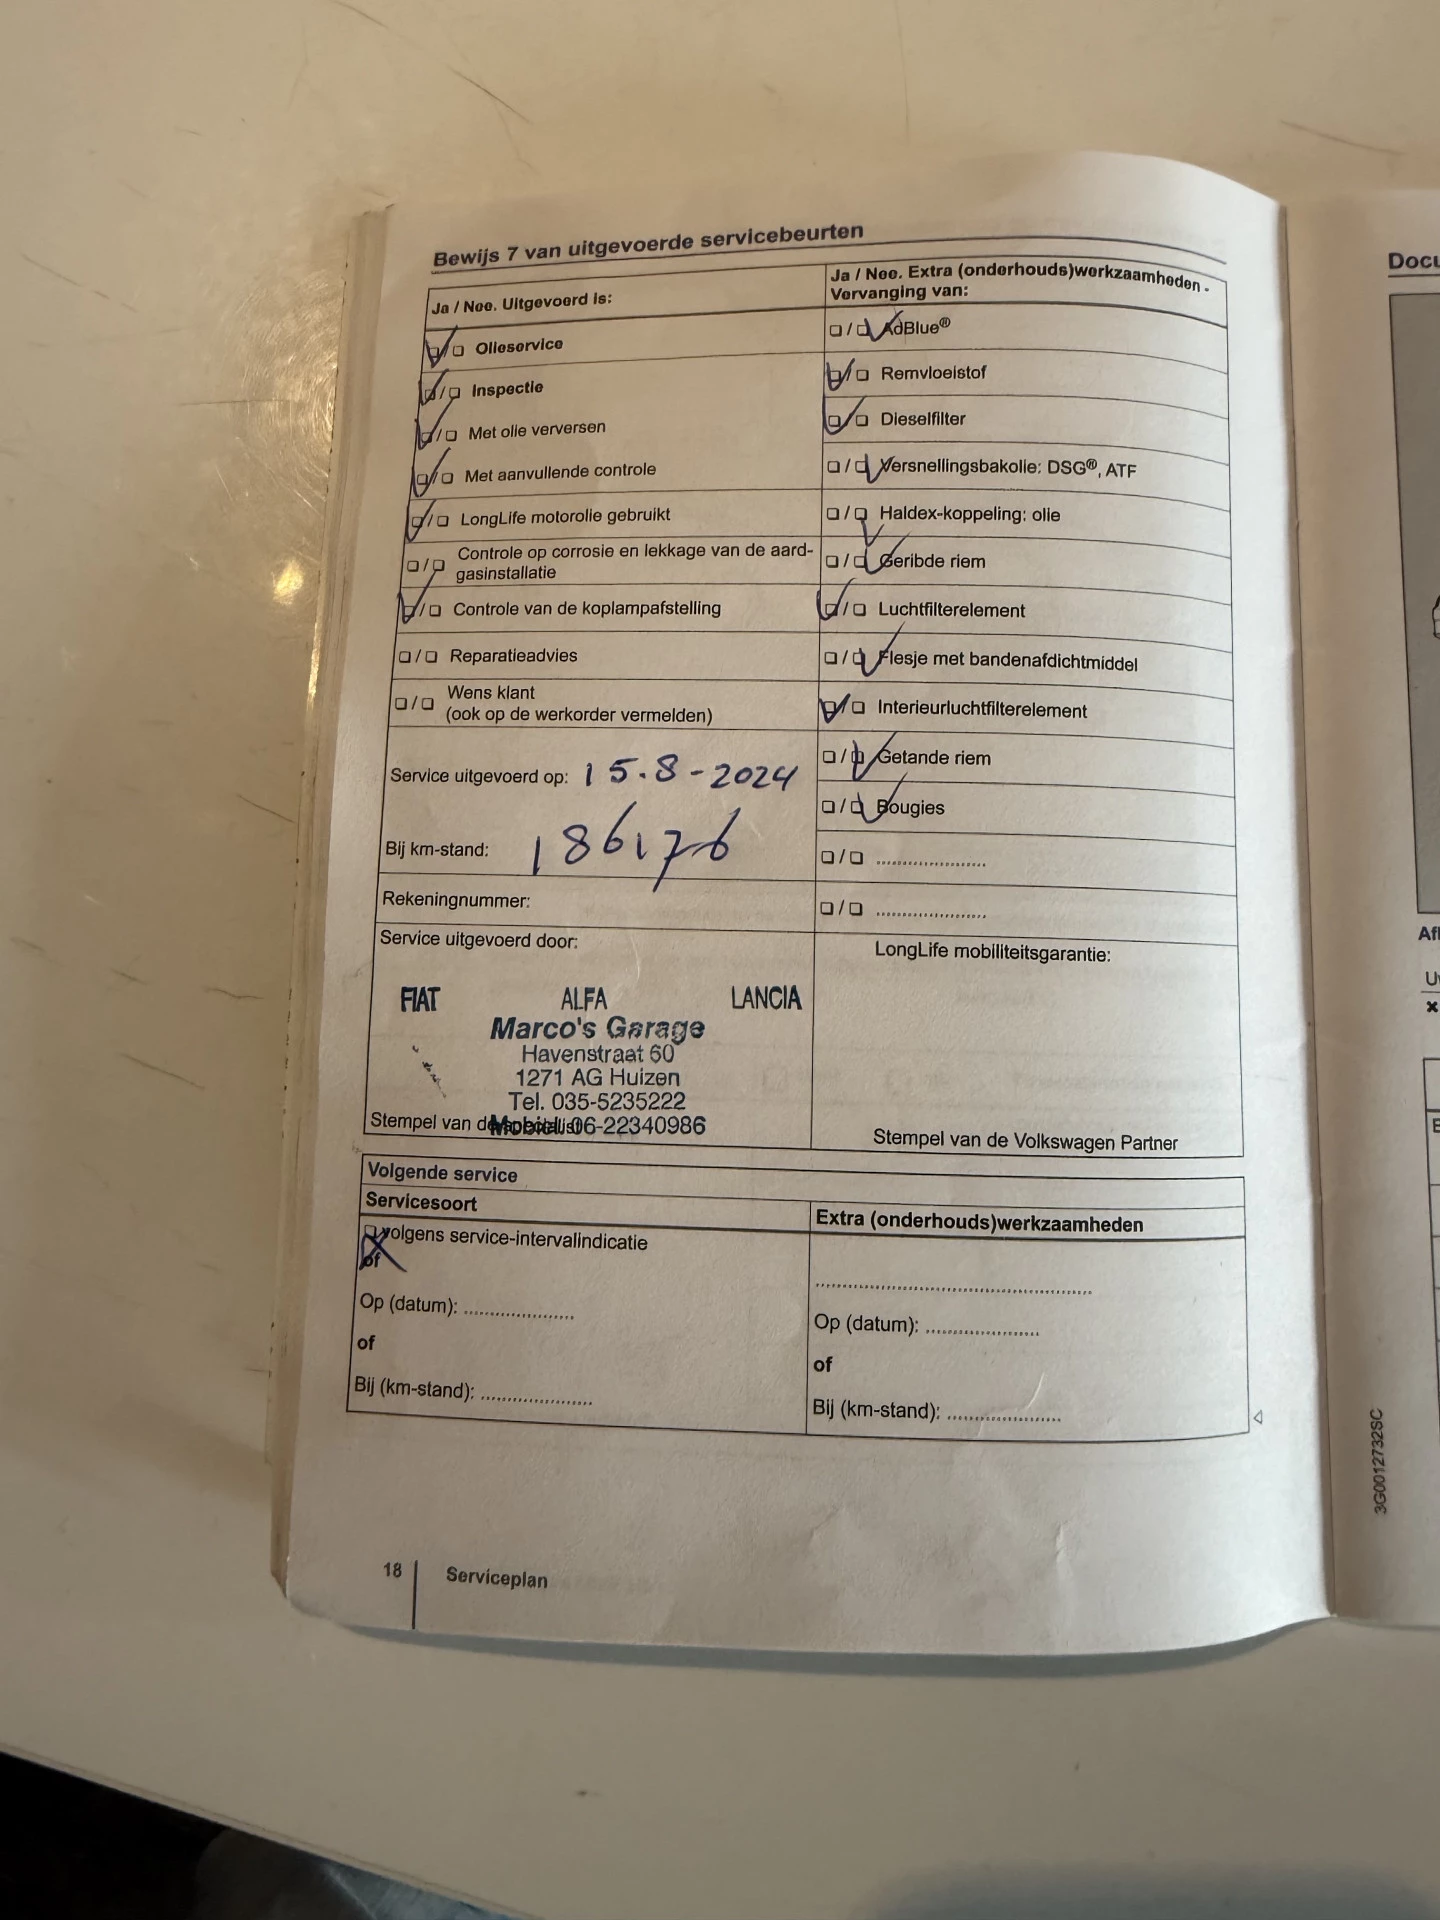 Bewijs 7 van uitgevoerde servicebeurten
Ja / Nee. Uitgevoerd is:
☑/☐ Olieservice
☑/☐ Inspectie
☑/☐ Met olie verversen
☑/☐ Met aanvullende controle
☑/☐ LongLife motorolie gebruikt
☐/☐ Controle op corrosie en lekkage van de aard-
gasinstallatie
☑/☐ Controle van de koplampafstelling
☐/☐ Reparatieadvies
☐/☐ Wens klant
(ook op de werkorder vermelden)
Service uitgevoerd op: 15.8-2024
Bij km-stand: 186176
Rekeningnummer:
Service uitgevoerd door:
FIAT ALFA LANCIA
Marco's Garage
Havenstraat 60
1271 AG Huizen
Tel. 035-5235222
Mobiel. 06-22340986
Stempel van de specialist
Ja / Nee. Extra (onderhouds)werkzaamheden -
Vervanging van:
☐/☑ AdBlue®
☑/☐ Remvloeistof
☑/☐ Dieselfilter
☐/☑ Versnellingsbakolie: DSG®, ATF
☐/☑ Haldex-koppeling: olie
☐/☑ Geribde riem
☑/☐ Luchtfilterelement
☐/☑ Flesje met bandenafdichtmiddel
☑/☐ Interieurluchtfilterelement
☐/☑ Getande riem
☐/☑ Bougies
☐/☐ ......................
☐/☐ ......................
LongLife mobiliteitsgarantie:
Stempel van de Volkswagen Partner
Volgende service
Servicesoort
☒ volgens service-intervalindicatie
of
Op (datum): ......................
of
Bij (km-stand): ......................
Extra (onderhouds)werkzaamheden
......................................................
Op (datum): ......................
of
Bij (km-stand): ......................
18 Serviceplan
3G0012732SC